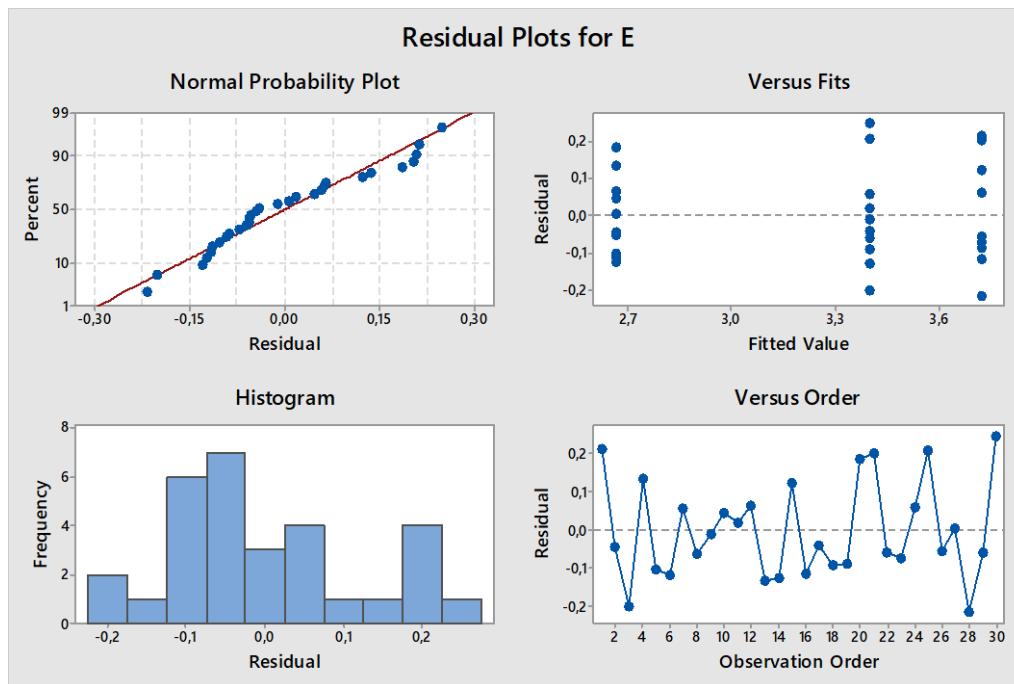 Residual Plots for E
Normal Probability Plot
99
90
50
10
1
Percent
-0,30 -0,15 0,00 0,15 0,30
Residual
Versus Fits
0,2
0,1
0,0
-0,1
-0,2
Residual
2,7 3,0 3,3 3,6
Fitted Value
Histogram
8
6
4
2
0
Frequency
-0,2 -0,1 0,0 0,1 0,2
Residual
Versus Order
0,2
0,1
0,0
-0,1
-0,2
Residual
2 4 6 8 10 12 14 16 18 20 22 24 26 28 30
Observation Order